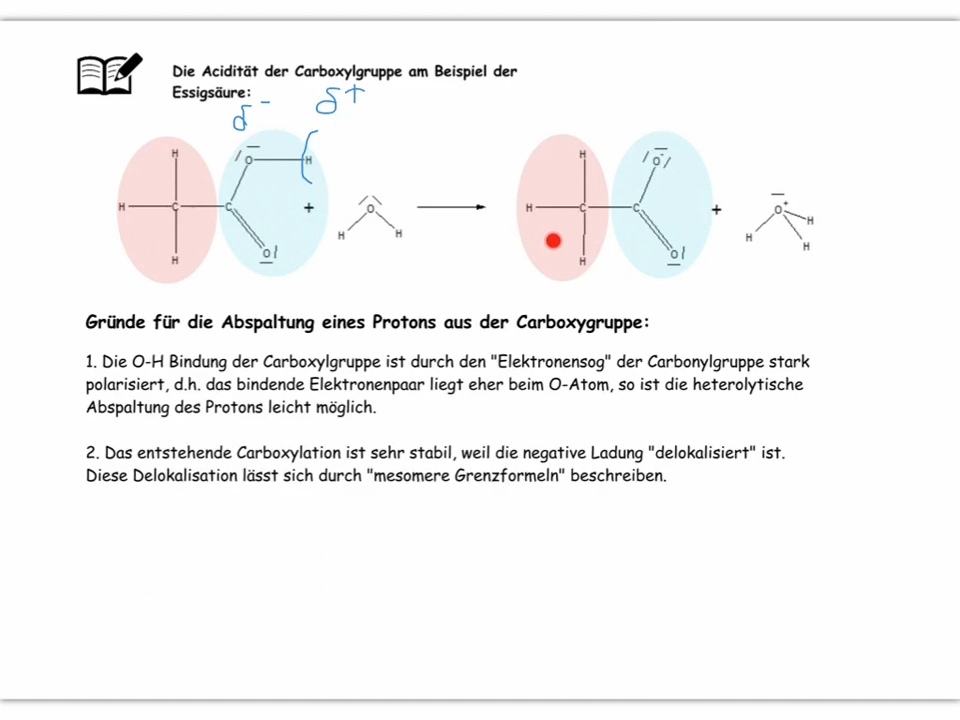 Die Acidität der Carboxylgruppe am Beispiel der
Essigsäure:
δ⁻ δ+
H H
O H O
H C C + O H C C + O+ H
H H H H
H O H O
Gründe für die Abspaltung eines Protons aus der Carboxygruppe:
1. Die O-H Bindung der Carboxylgruppe ist durch den "Elektronensog" der Carbonylgruppe stark
polarisiert, d.h. das bindende Elektronenpaar liegt eher beim O-Atom, so ist die heterolytische
Abspaltung des Protons leicht möglich.
2. Das entstehende Carboxylation ist sehr stabil, weil die negative Ladung "delokalisiert" ist.
Diese Delokalisation lässt sich durch "mesomere Grenzformeln" beschreiben.